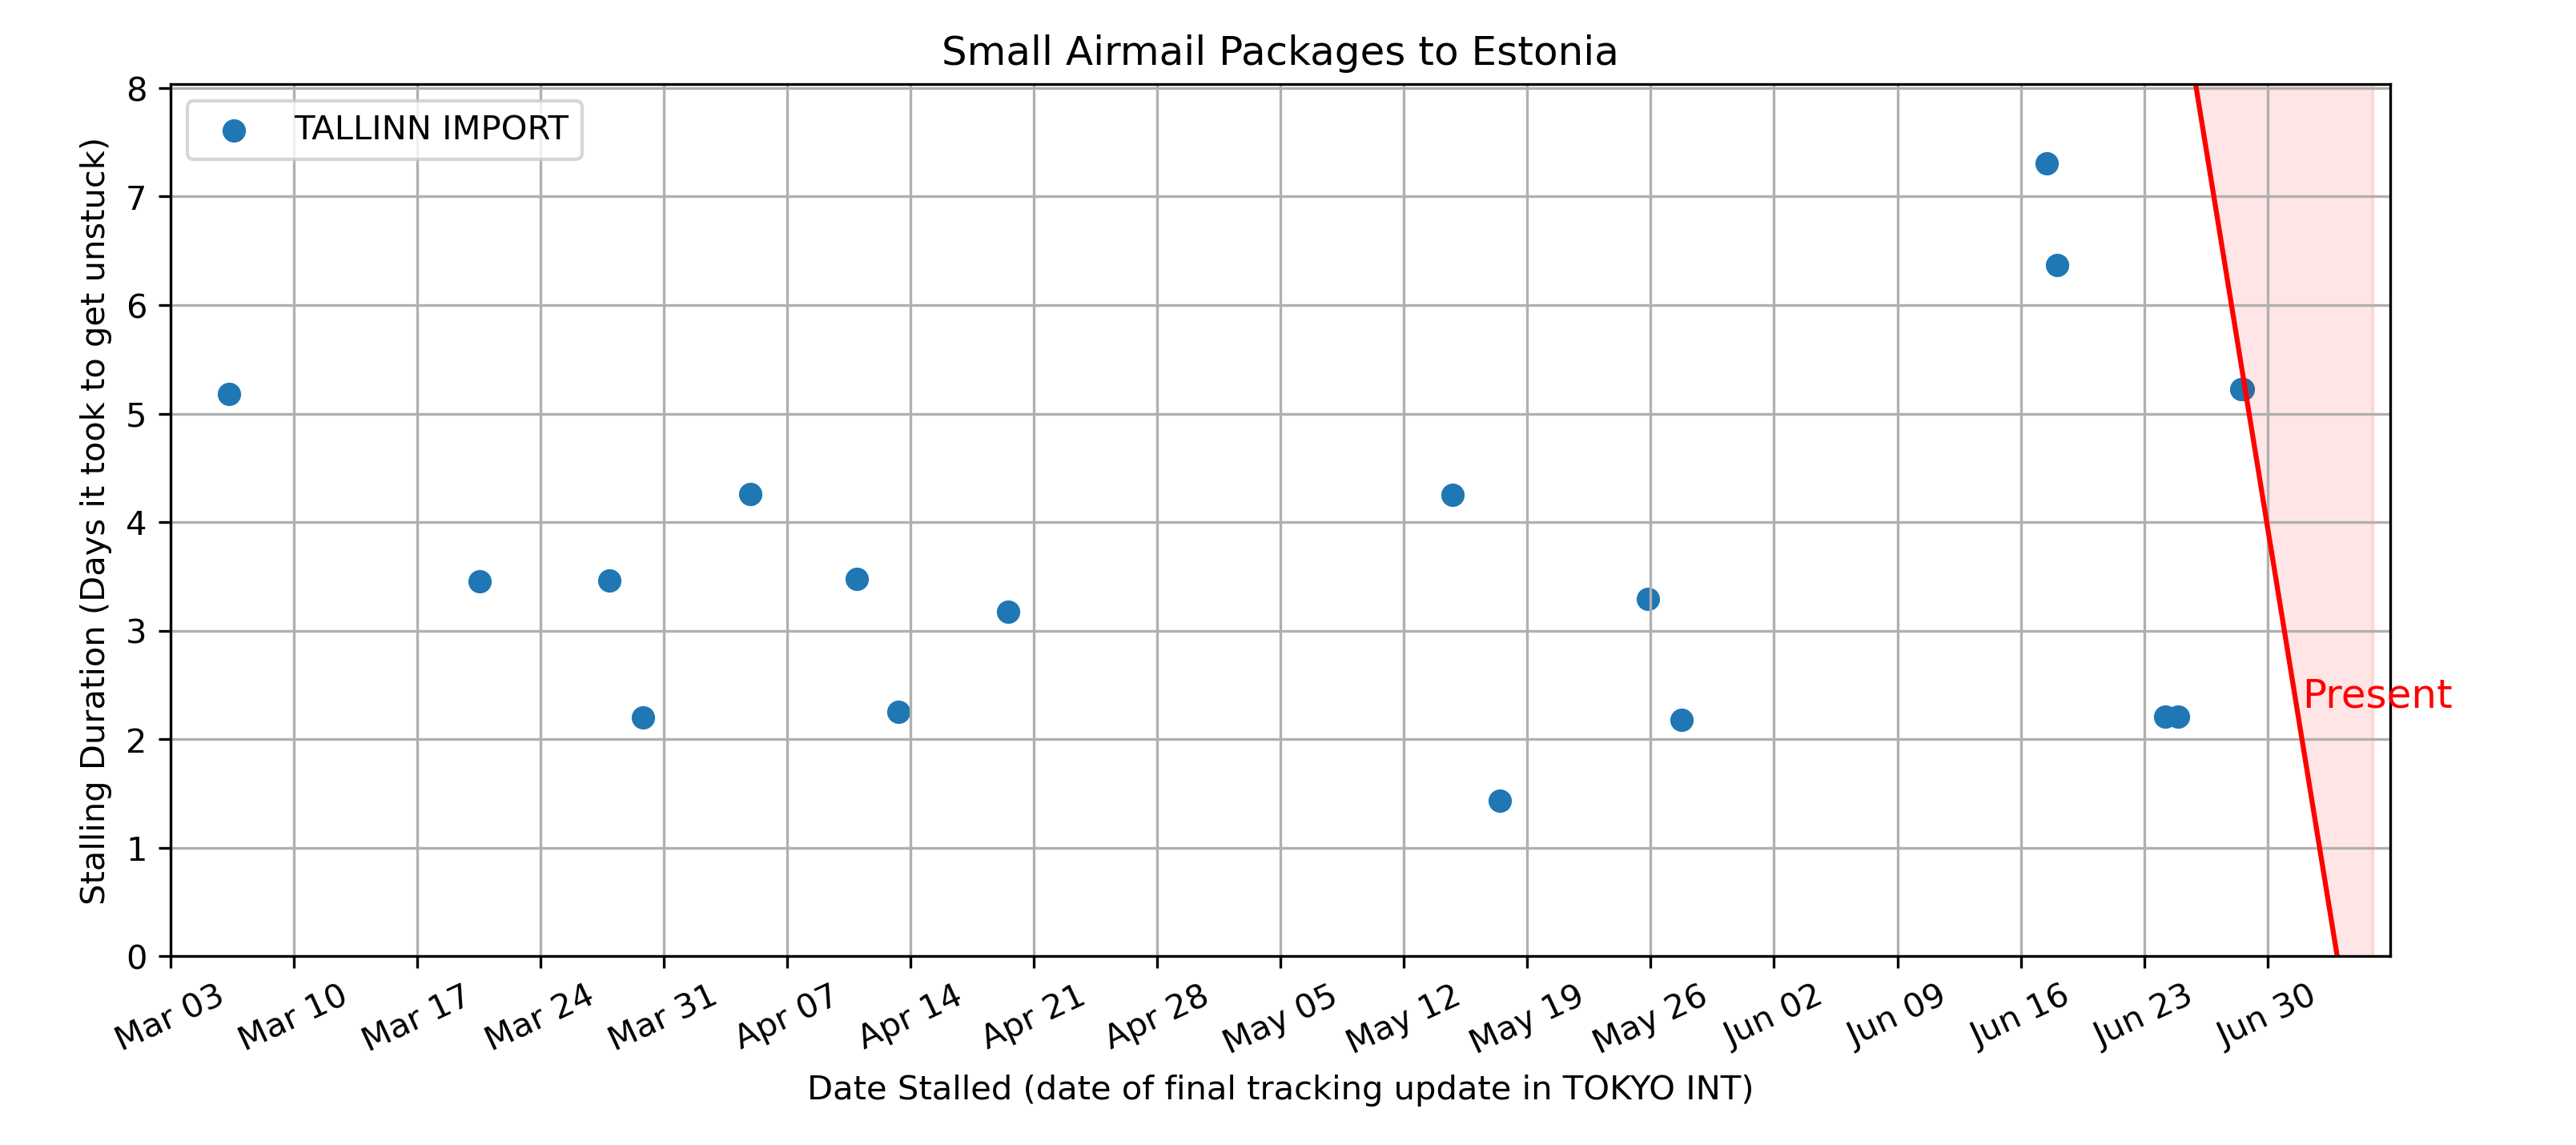 Small Airmail Packages to Estonia
TALLINN IMPORT
Stalling Duration (Days it took to get unstuck)
8
7
6
5
4
3
2
1
0
Present
Mar 03
Mar 10
Mar 17
Mar 24
Mar 31
Apr 07
Apr 14
Apr 21
Apr 28
May 05
May 12
May 19
May 26
Jun 02
Jun 09
Jun 16
Jun 23
Jun 30
Date Stalled (date of final tracking update in TOKYO INT)